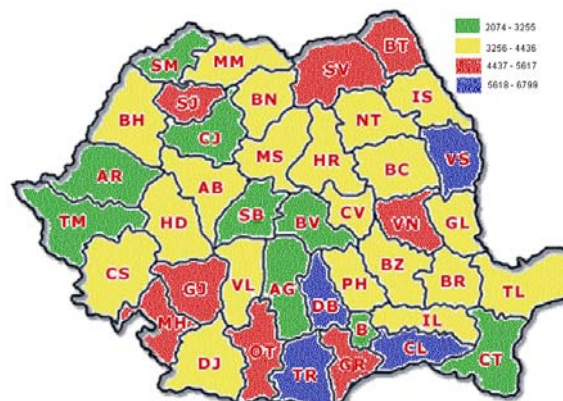 2074 - 3255
3256 - 4436
4437 - 5617
5618 - 6799
SM
MM
SV
BT
BH
SJ
BN
NT
IS
CJ
MS
HR
BC
VS
AR
AB
TM
HD
SB
BV
CV
VN
GL
CS
GJ
VL
AG
DB
PH
BZ
BR
TL
MH
DJ
OT
TR
B
GR
IL
CL
CT